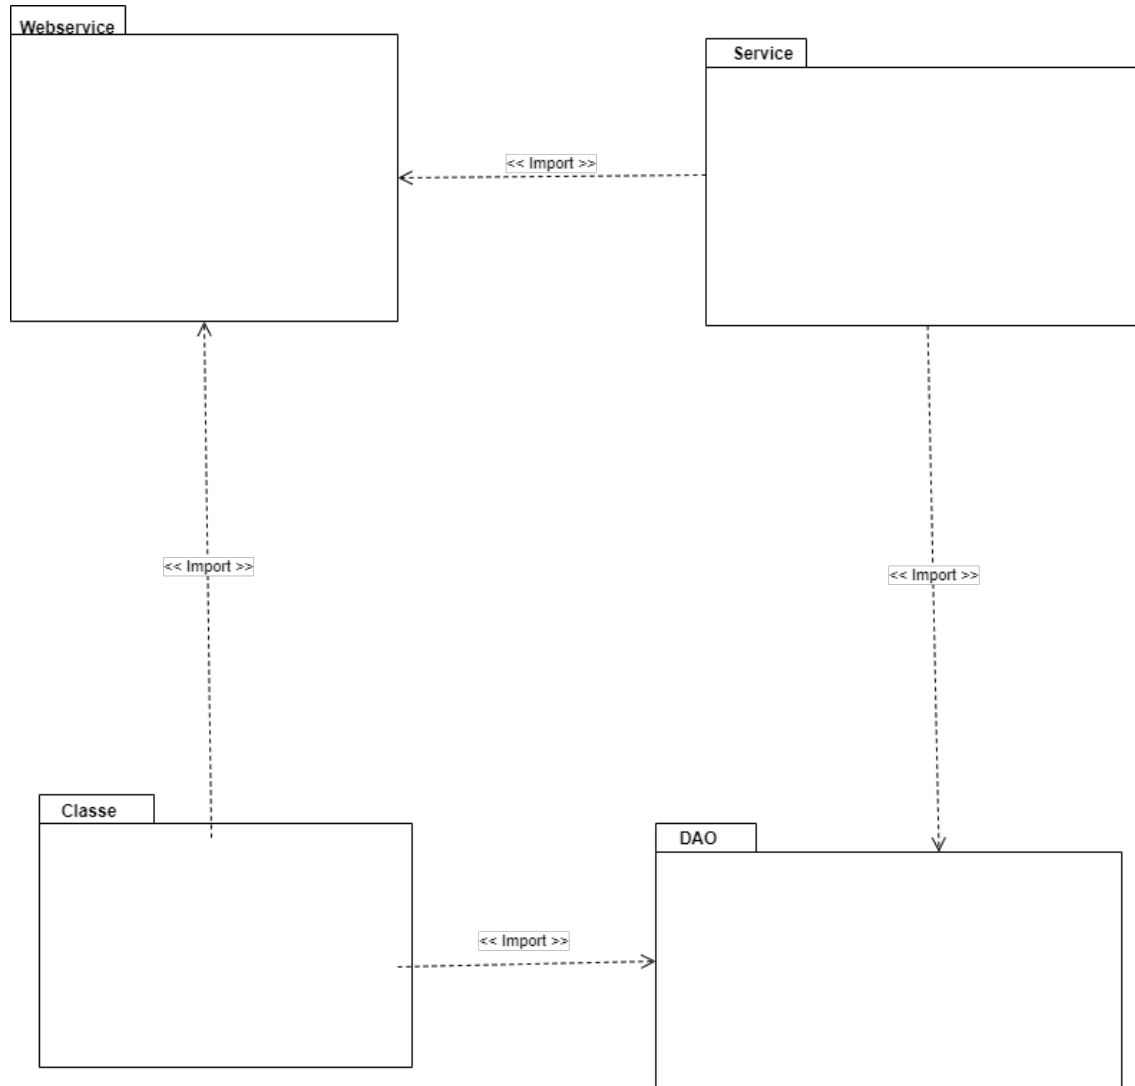 Webservice
Service
<< Import >>
<< Import >>
<< Import >>
Classe
DAO
<< Import >>